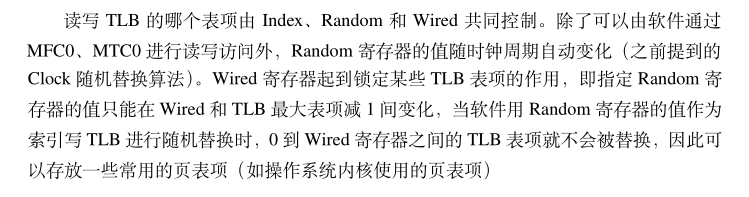 读写 TLB 的哪个表项由 Index、Random 和 Wired 共同控制。除了可以由软件通过
MFC0、MTC0 进行读写访问外，Random 寄存器的值随时钟周期自动变化（之前提到的
Clock 随机替换算法）。Wired 寄存器起到锁定某些 TLB 表项的作用，即指定 Random 寄
存器的值只能在 Wired 和 TLB 最大表项减 1 间变化，当软件用 Random 寄存器的值作为
索引写 TLB 进行随机替换时，0 到 Wired 寄存器之间的 TLB 表项就不会被替换，因此可
以存放一些常用的页表项（如操作系统内核使用的页表项）